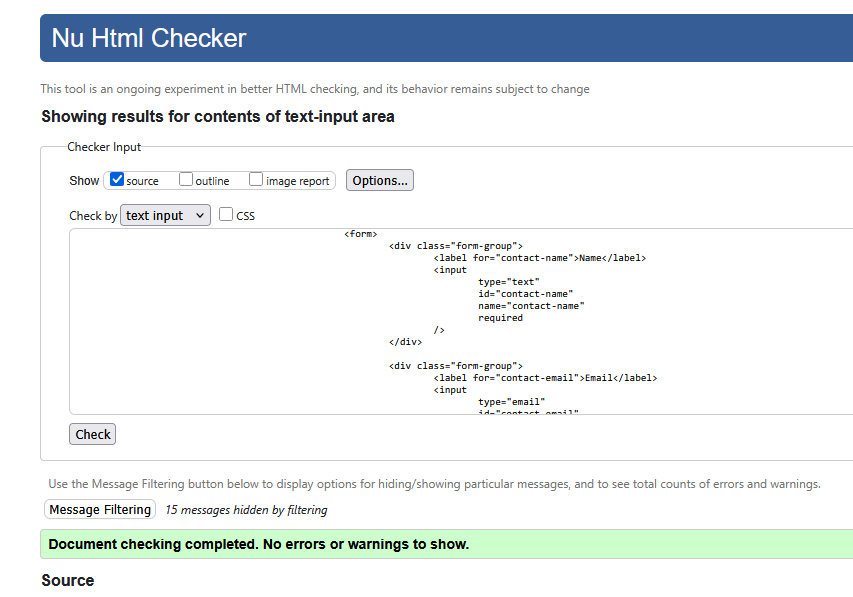 Nu Html Checker
This tool is an ongoing experiment in better HTML checking, and its behavior remains subject to change
Showing results for contents of text-input area
Checker Input
Show source outline image report Options...
Check by text input CSS
<form>
<div class="form-group">
<label for="contact-name">Name</label>
<input
type="text"
id="contact-name"
name="contact-name"
required
/>
</div>
<div class="form-group">
<label for="contact-email">Email</label>
<input
type="email"
id="contact-email"
Check
Use the Message Filtering button below to display options for hiding/showing particular messages, and to see total counts of errors and warnings.
Message Filtering 15 messages hidden by filtering
Document checking completed. No errors or warnings to show.
Source